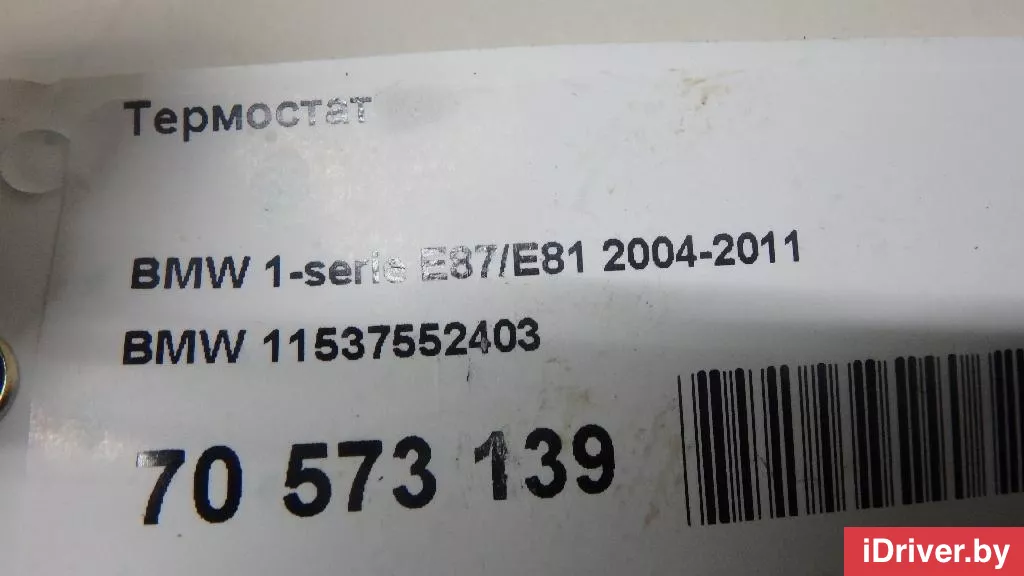 Термостат
BMW 1-serie E87/E81 2004-2011
BMW 11537552403
70 573 139
iDriver.by